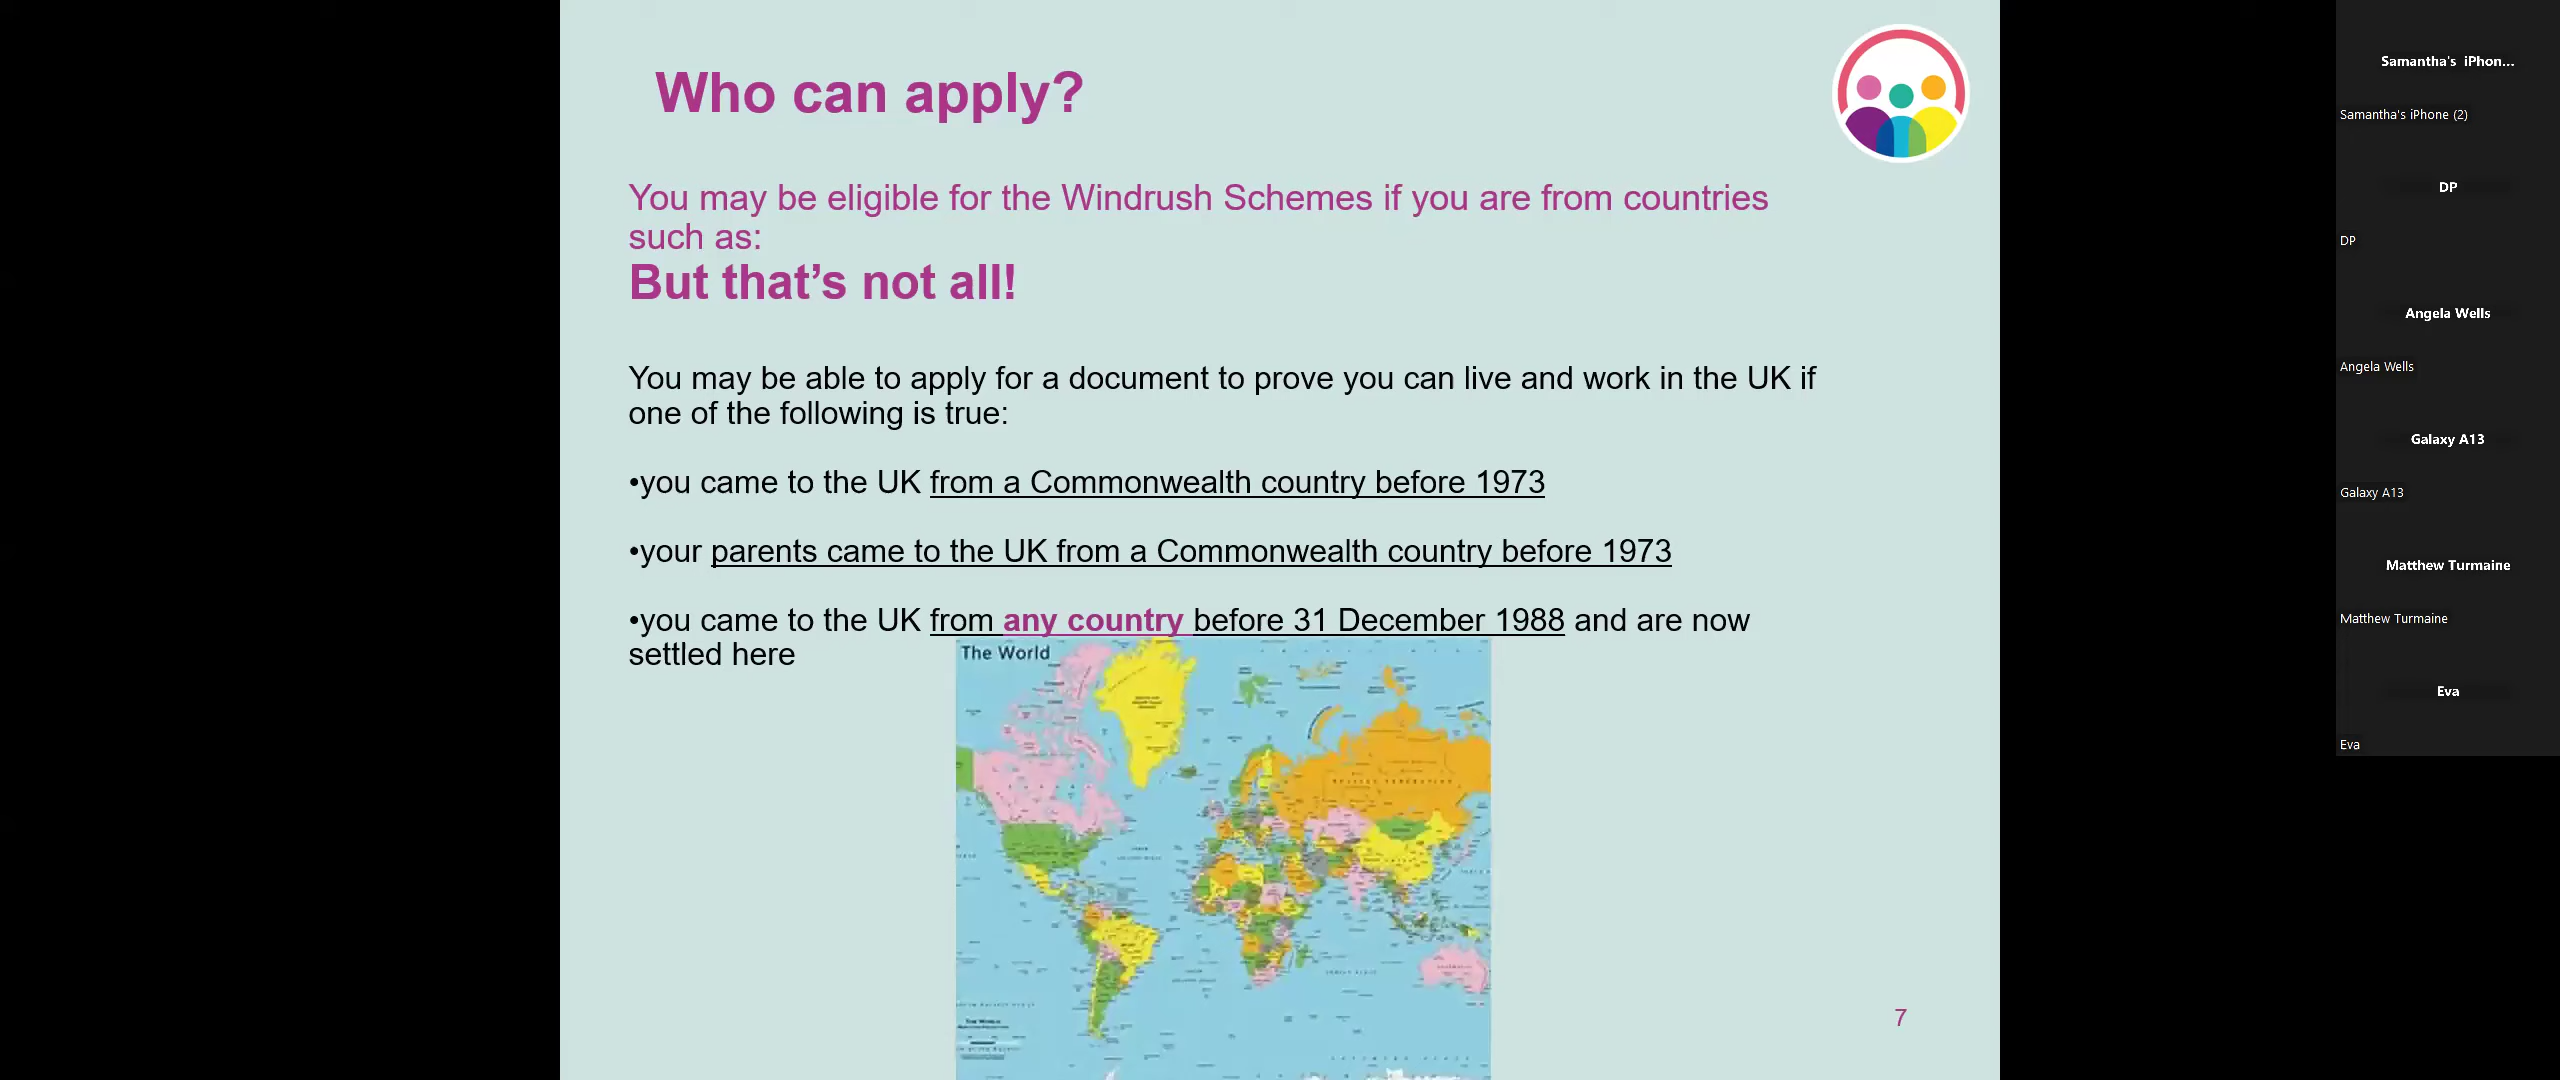 Who can apply?
You may be eligible for the Windrush Schemes if you are from countries
such as:
But that’s not all!
You may be able to apply for a document to prove you can live and work in the UK if
one of the following is true:
•you came to the UK from a Commonwealth country before 1973
•your parents came to the UK from a Commonwealth country before 1973
•you came to the UK from any country before 31 December 1988 and are now
settled here
The World
7
Samantha's iPhon...
Samantha's iPhone (2)
DP
DP
Angela Wells
Angela Wells
Galaxy A13
Galaxy A13
Matthew Turmaine
Matthew Turmaine
Eva
Eva